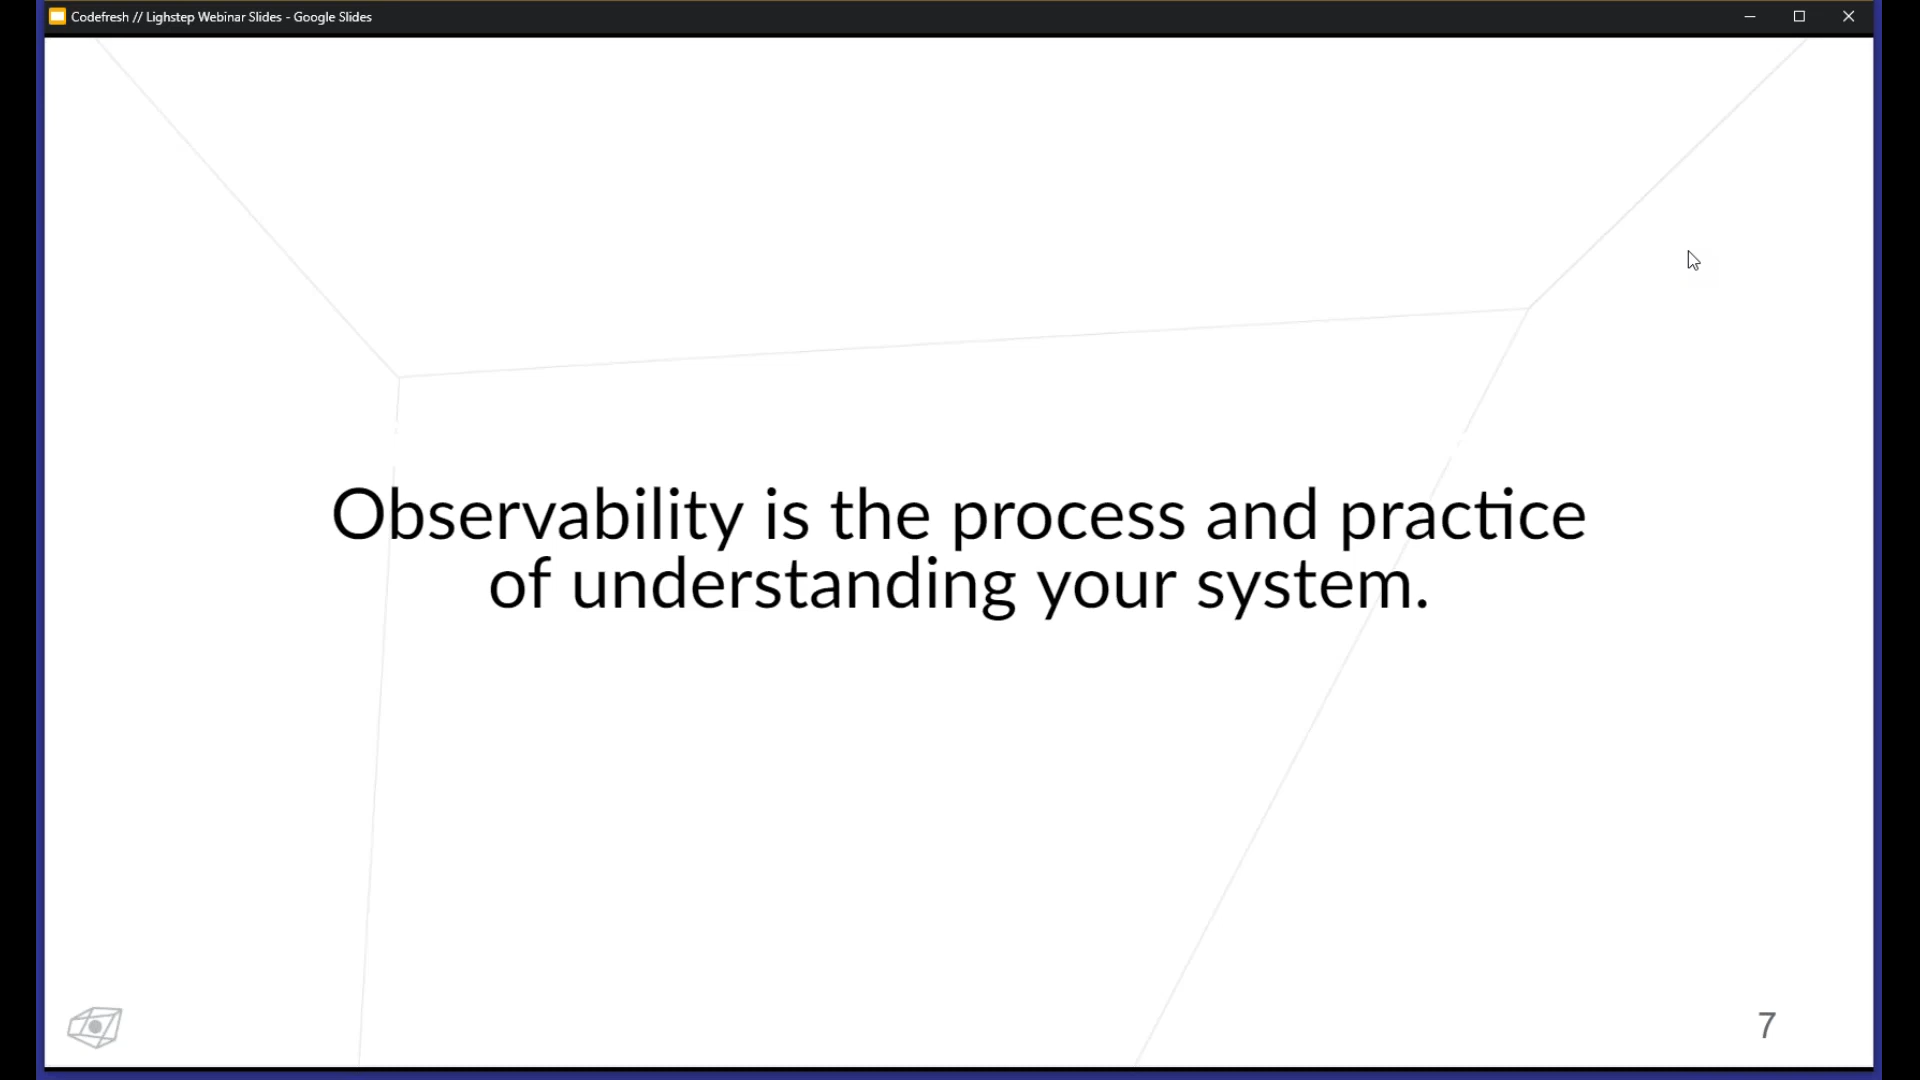 Codefresh // Lighstep Webinar Slides - Google Slides
Observability is the process and practice
of understanding your system.
7